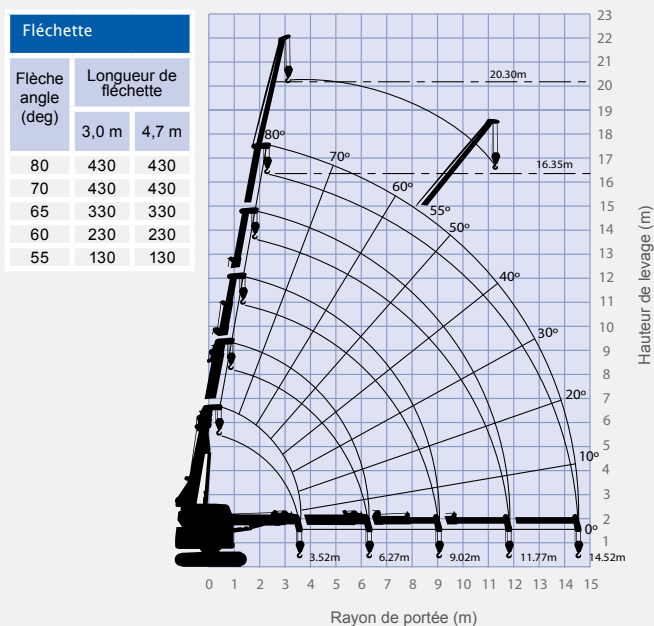 Fléchette
Flèche angle (deg)
Longueur de fléchette
3,0 m 4,7 m
80 430 430
70 430 430
65 330 330
60 230 230
55 130 130
23
22
21
20
19
18
17
16
15
14
13
12
11
10
9
8
7
6
5
4
3
2
1
Hauteur de levage (m)
20.30m
16.35m
80º
70º
60º
55º
50º
40º
30º
20º
10º
0º
3.52m 6.27m 9.02m 11.77m 14.52m
0 1 2 3 4 5 6 7 8 9 10 11 12 13 14 15
Rayon de portée (m)